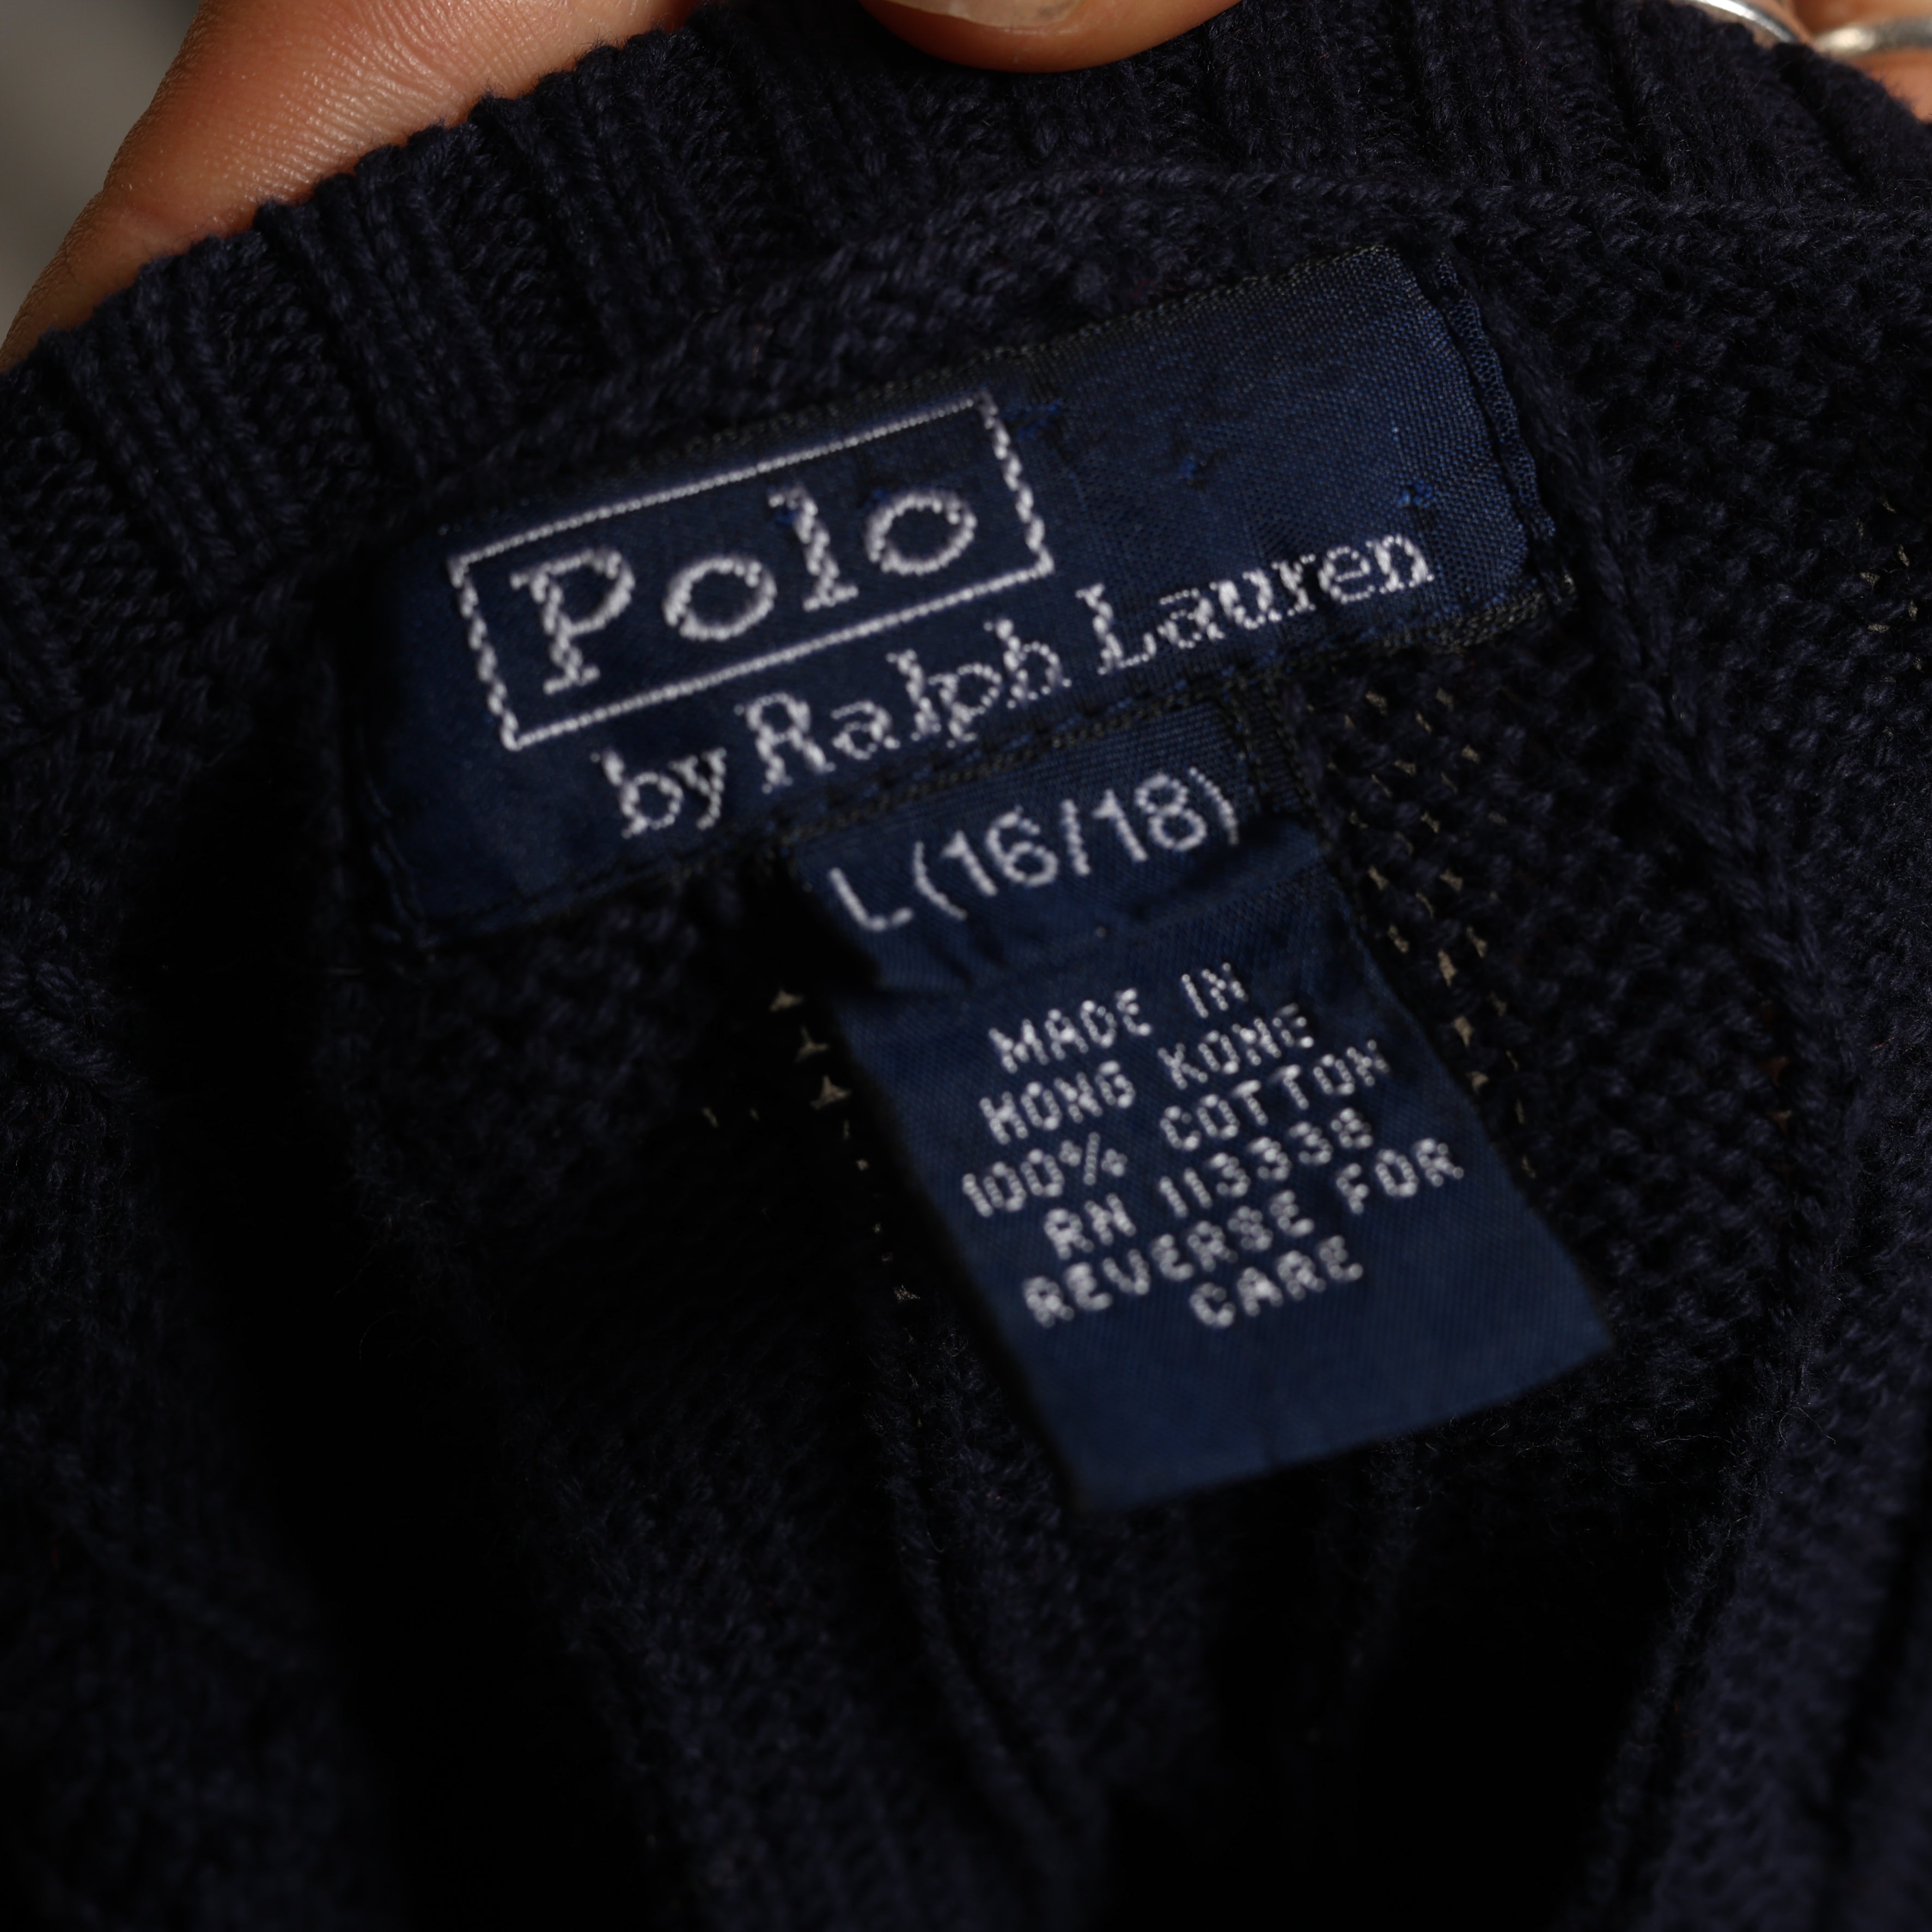 Polo
by Ralph Lauren
L (16/18)
MADE IN
HONG KONG
100% COTTON
RN 113338
REVERSE FOR
CARE